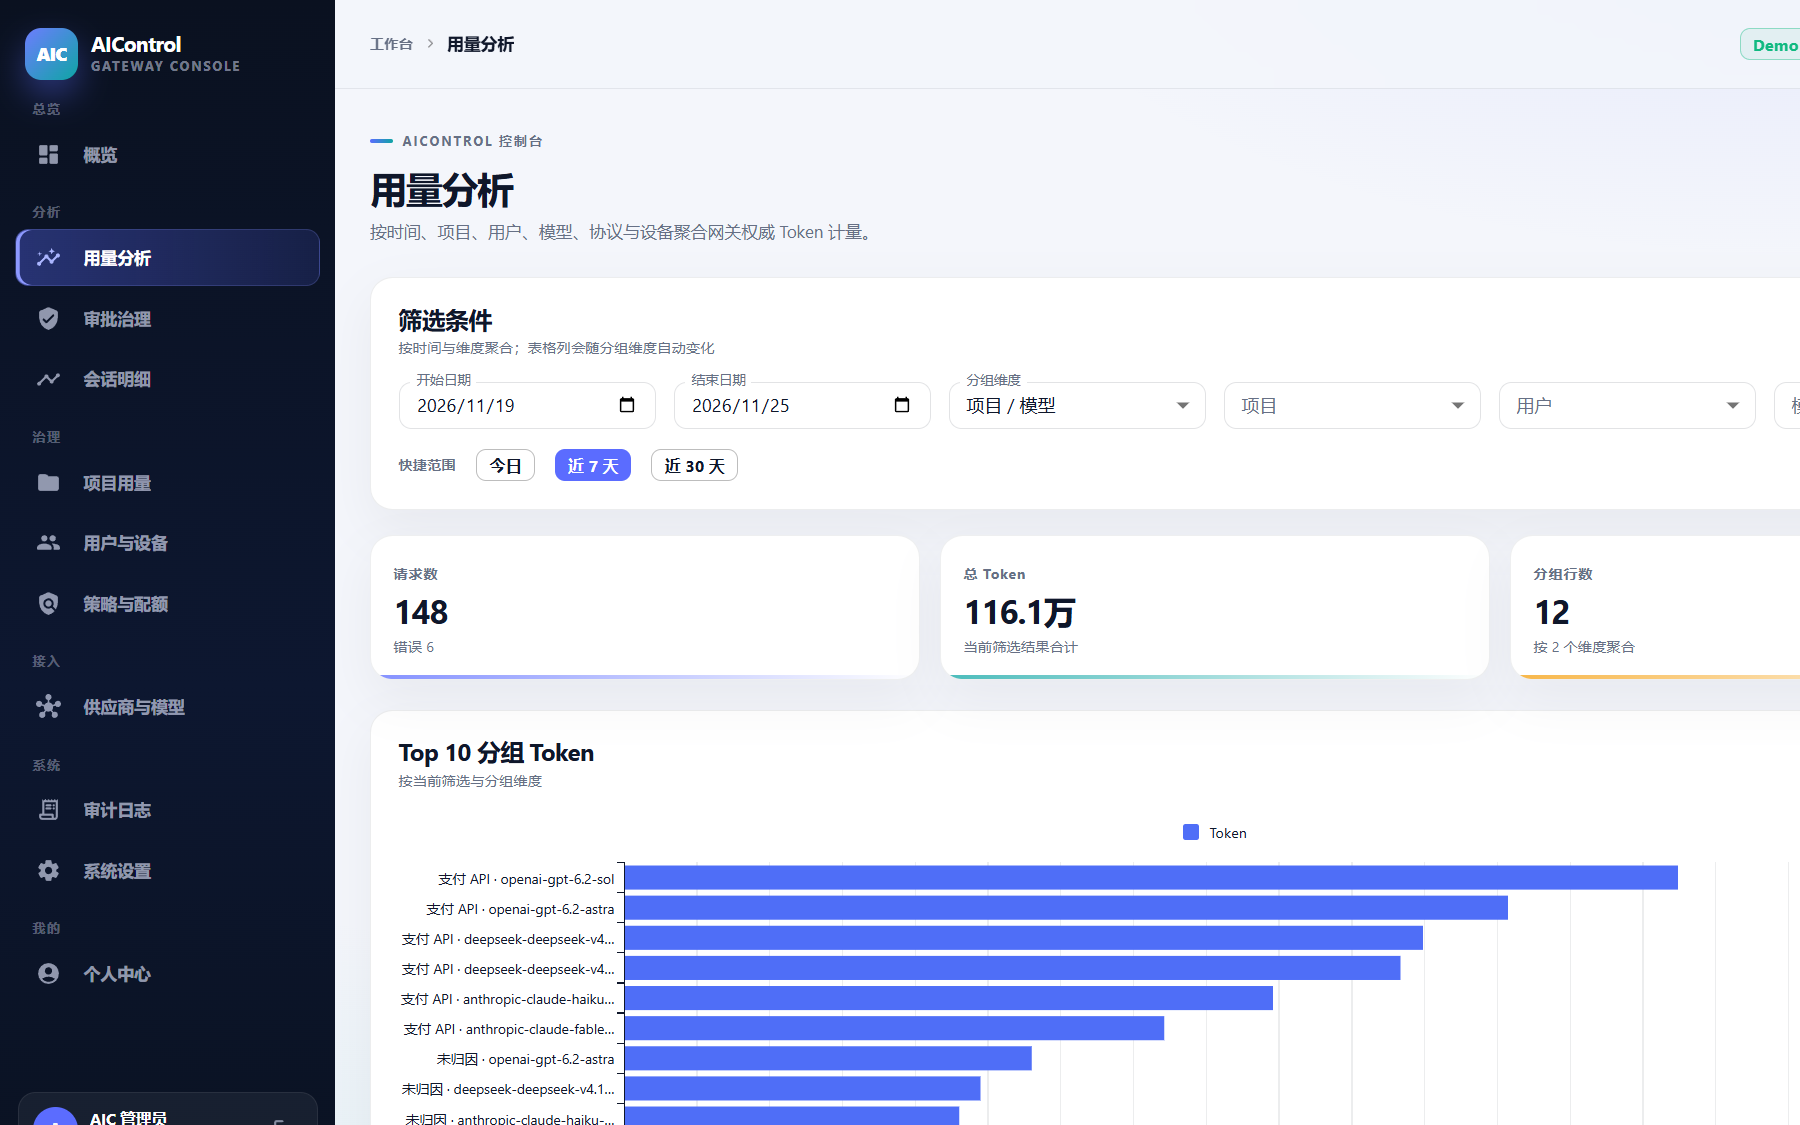 AIC
AIControl
GATEWAY CONSOLE
总览
概览
分析
用量分析
审批治理
会话明细
治理
项目用量
用户与设备
策略与配额
接入
供应商与模型
系统
审计日志
系统设置
我的
个人中心
AIC 管理员
工作台 › 用量分析
Demo
AICONTROL 控制台
用量分析
按时间、项目、用户、模型、协议与设备聚合网关权威 Token 计量。
筛选条件
按时间与维度聚合；表格列会随分组维度自动变化
开始日期 结束日期 分组维度
2026/11/19 2026/11/25 项目 / 模型 项目 用户
快捷范围 今日 近 7 天 近 30 天
请求数
148
错误 6
总 Token
116.1万
当前筛选结果合计
分组行数
12
按 2 个维度聚合
Top 10 分组 Token
按当前筛选与分组维度
Token
支付 API · openai-gpt-6.2-sol
支付 API · openai-gpt-6.2-astra
支付 API · deepseek-deepseek-v4...
支付 API · deepseek-deepseek-v4...
支付 API · anthropic-claude-haiku...
支付 API · anthropic-claude-fable...
未归因 · openai-gpt-6.2-astra
未归因 · deepseek-deepseek-v4.1...
未归因 · anthropic-claude-haiku-...